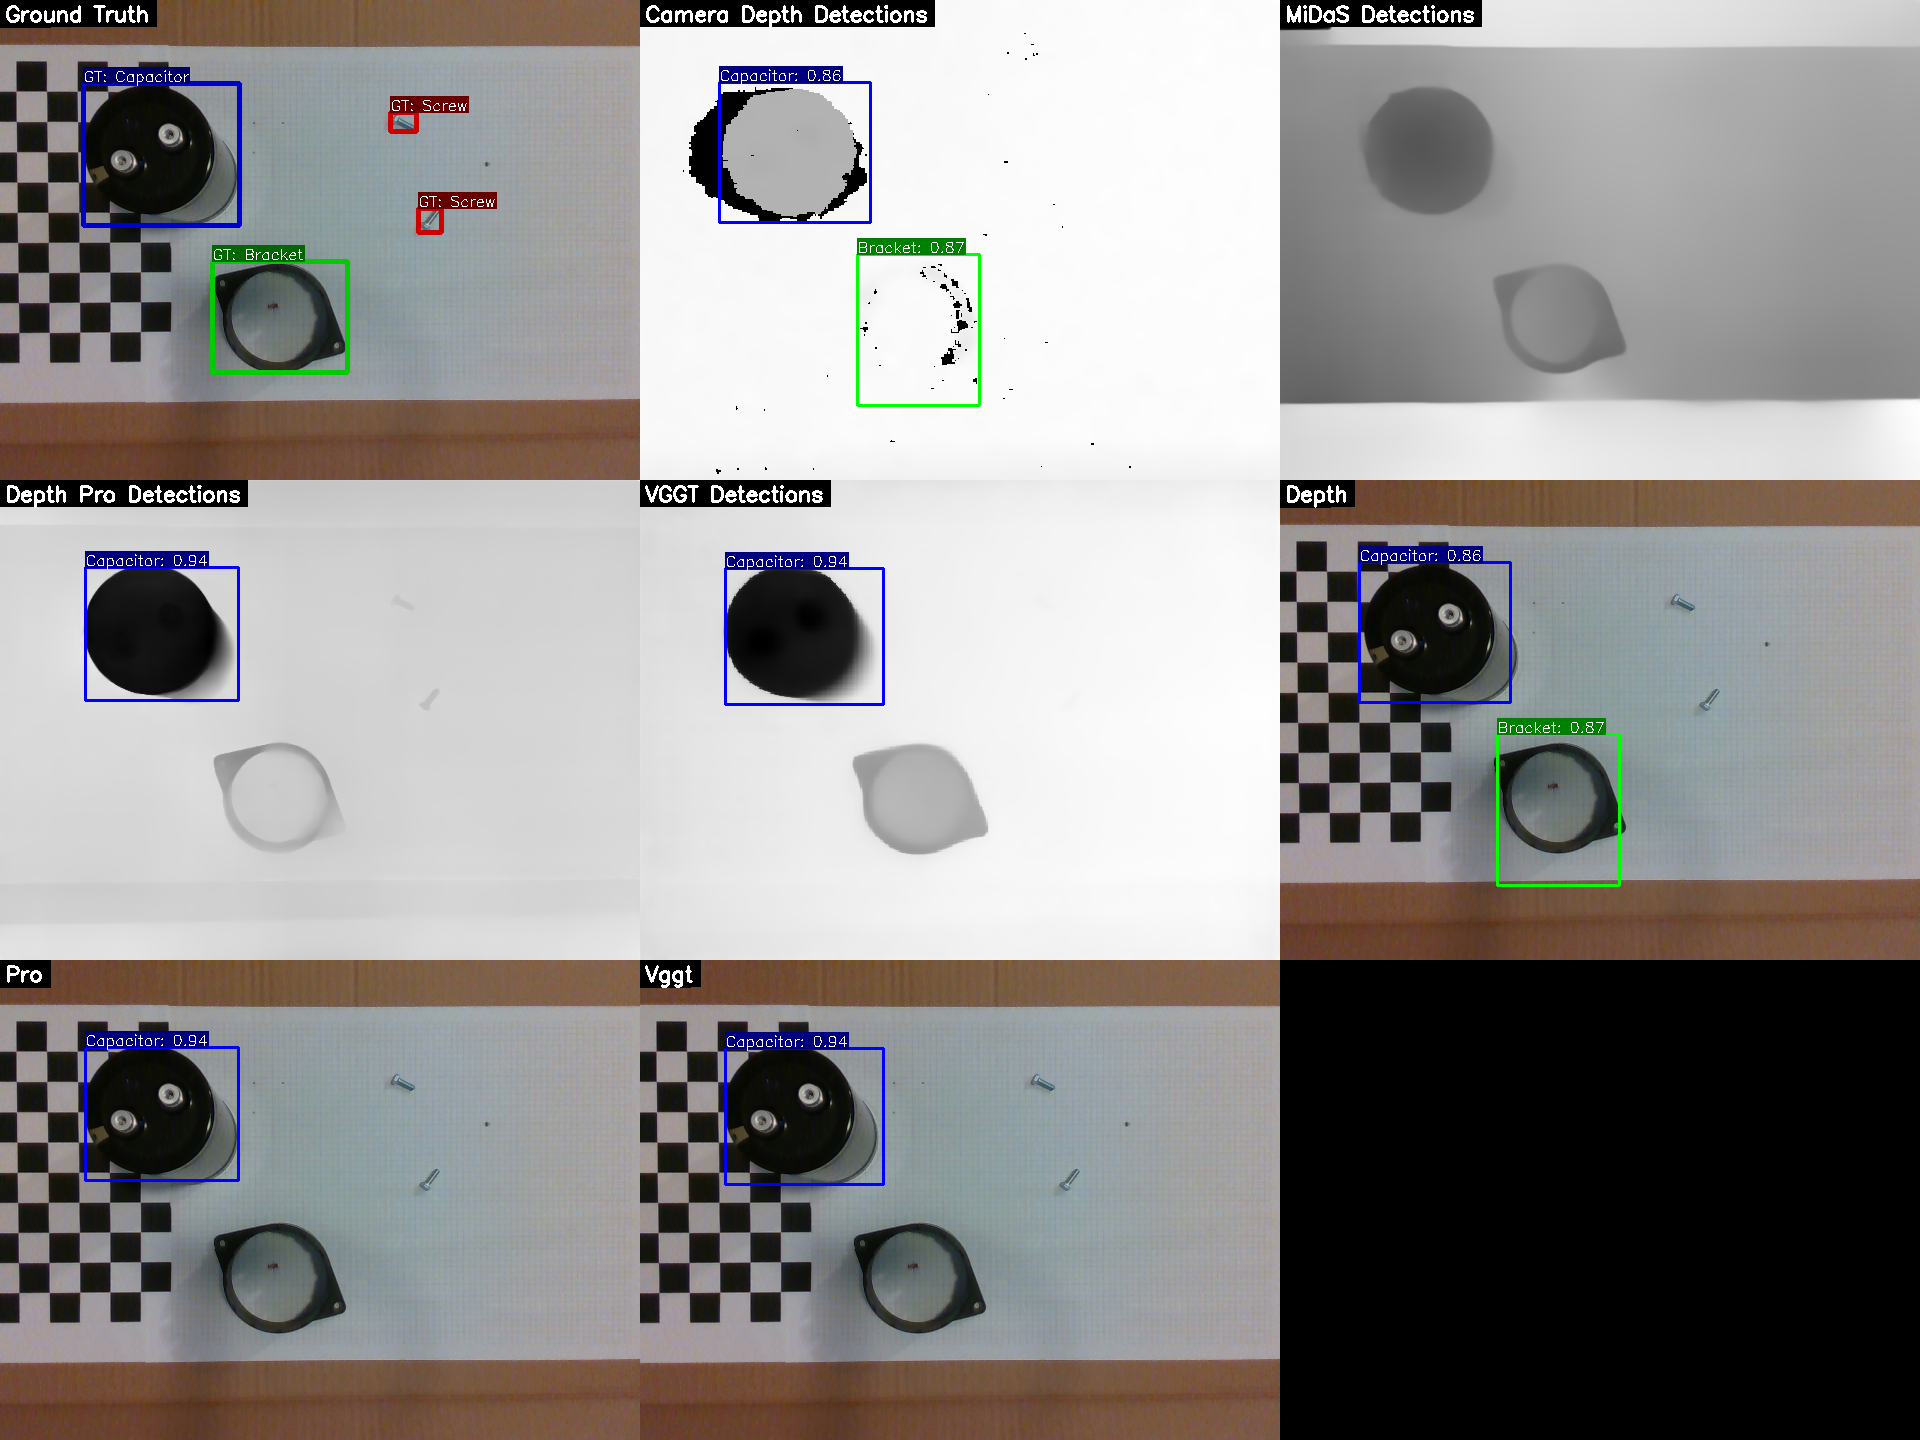 Ground Truth
GT: Capacitor
GT: Screw
GT: Screw
GT: Bracket
Camera Depth Detections
Capacitor: 0.86
Bracket: 0.87
MiDaS Detections
Depth Pro Detections
Capacitor: 0.94
VGGT Detections
Capacitor: 0.94
Depth
Capacitor: 0.86
Bracket: 0.87
Pro
Capacitor: 0.94
Vggt
Capacitor: 0.94